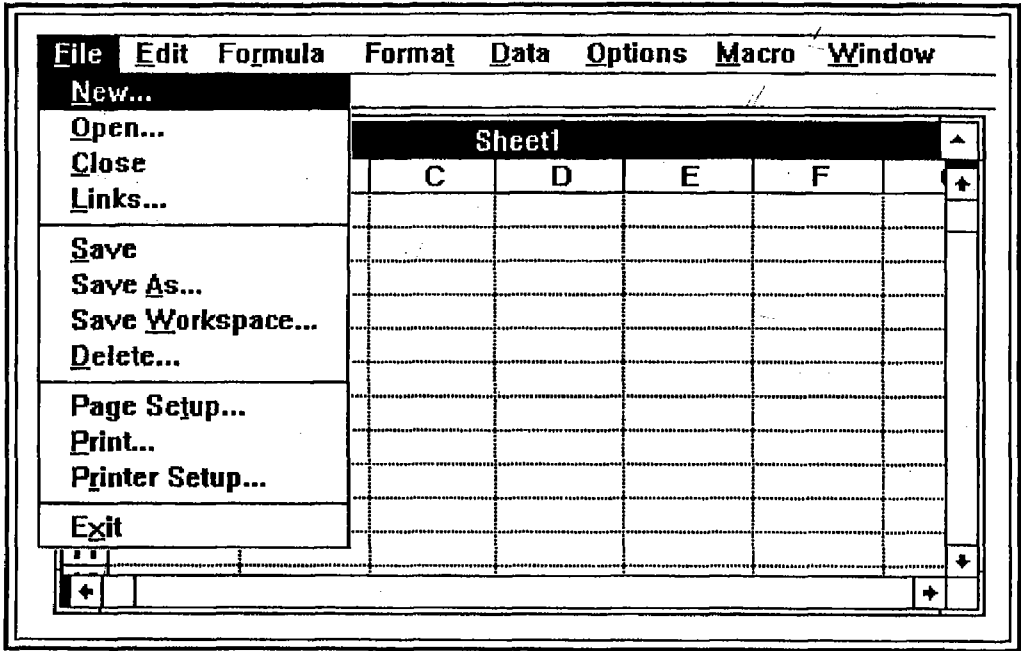 File Edit Formula Format Data Options Macro Window
New...
Open...
Close
Links...
Save
Save As...
Save Workspace...
Delete...
Page Setup...
Print...
Printer Setup...
Exit
Sheet1
C D E F